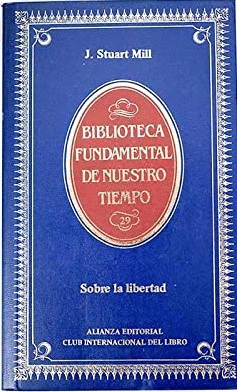 J. Stuart Mill
BIBLIOTECA
FUNDAMENTAL
DE NUESTRO
TIEMPO
29
Sobre la libertad
ALIANZA EDITORIAL
CLUB INTERNACIONAL DEL LIBRO